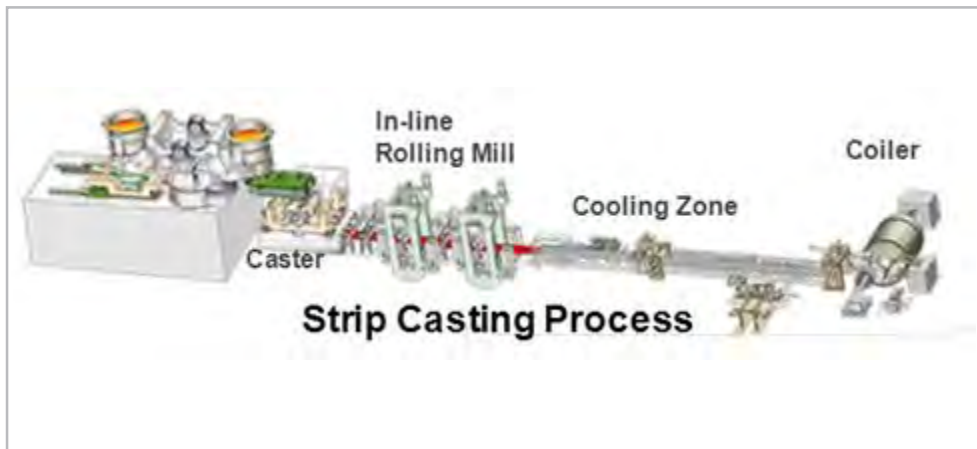 In-line
Rolling Mill
Coiler
Cooling Zone
Caster
Strip Casting Process